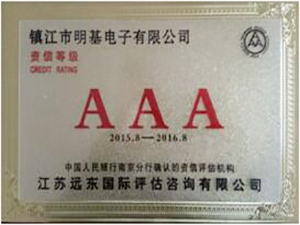 镇江市明基电子有限公司
资信等级
CREDIT RATING
AAA
2015.8—2016.8
中国人民银行南京分行确认的资信评估机构
江苏远东国际评估咨询有限公司